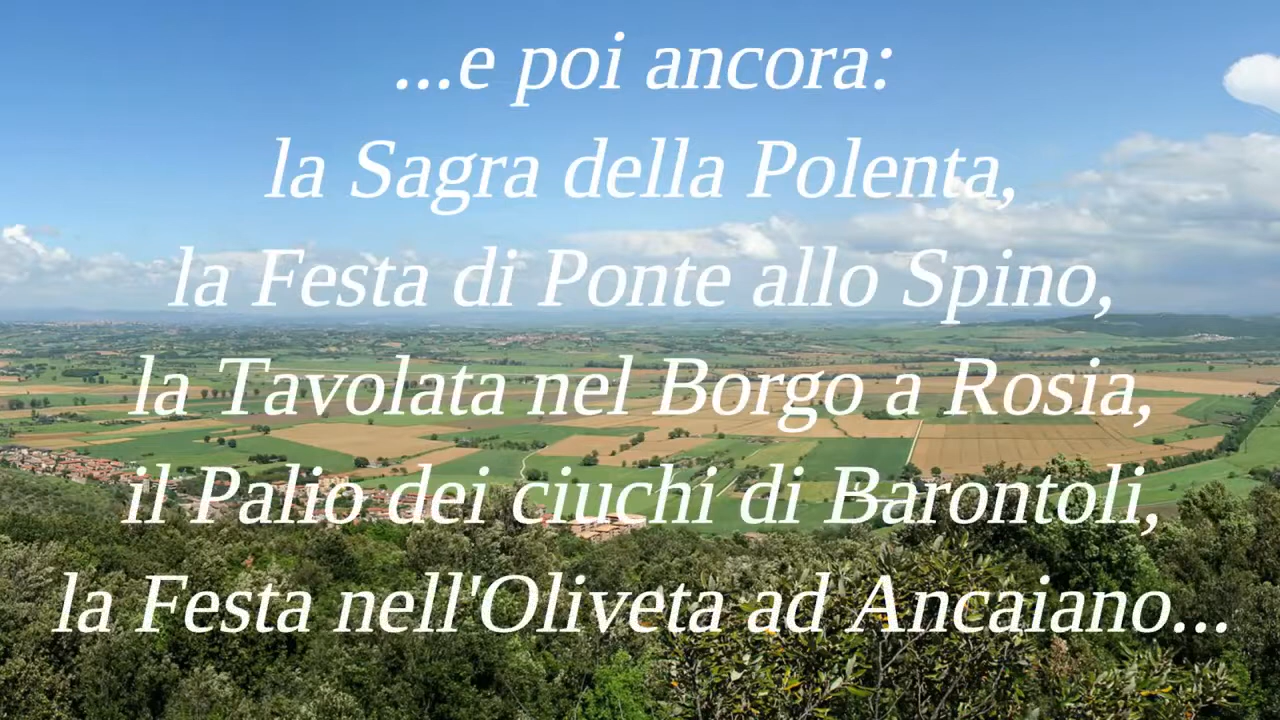 ...e poi ancora:
la Sagra della Polenta,
la Festa di Ponte allo Spino,
la Tavolata nel Borgo a Rosia,
il Palio dei ciuchi di Barontoli,
la Festa nell'Oliveta ad Ancaiano...